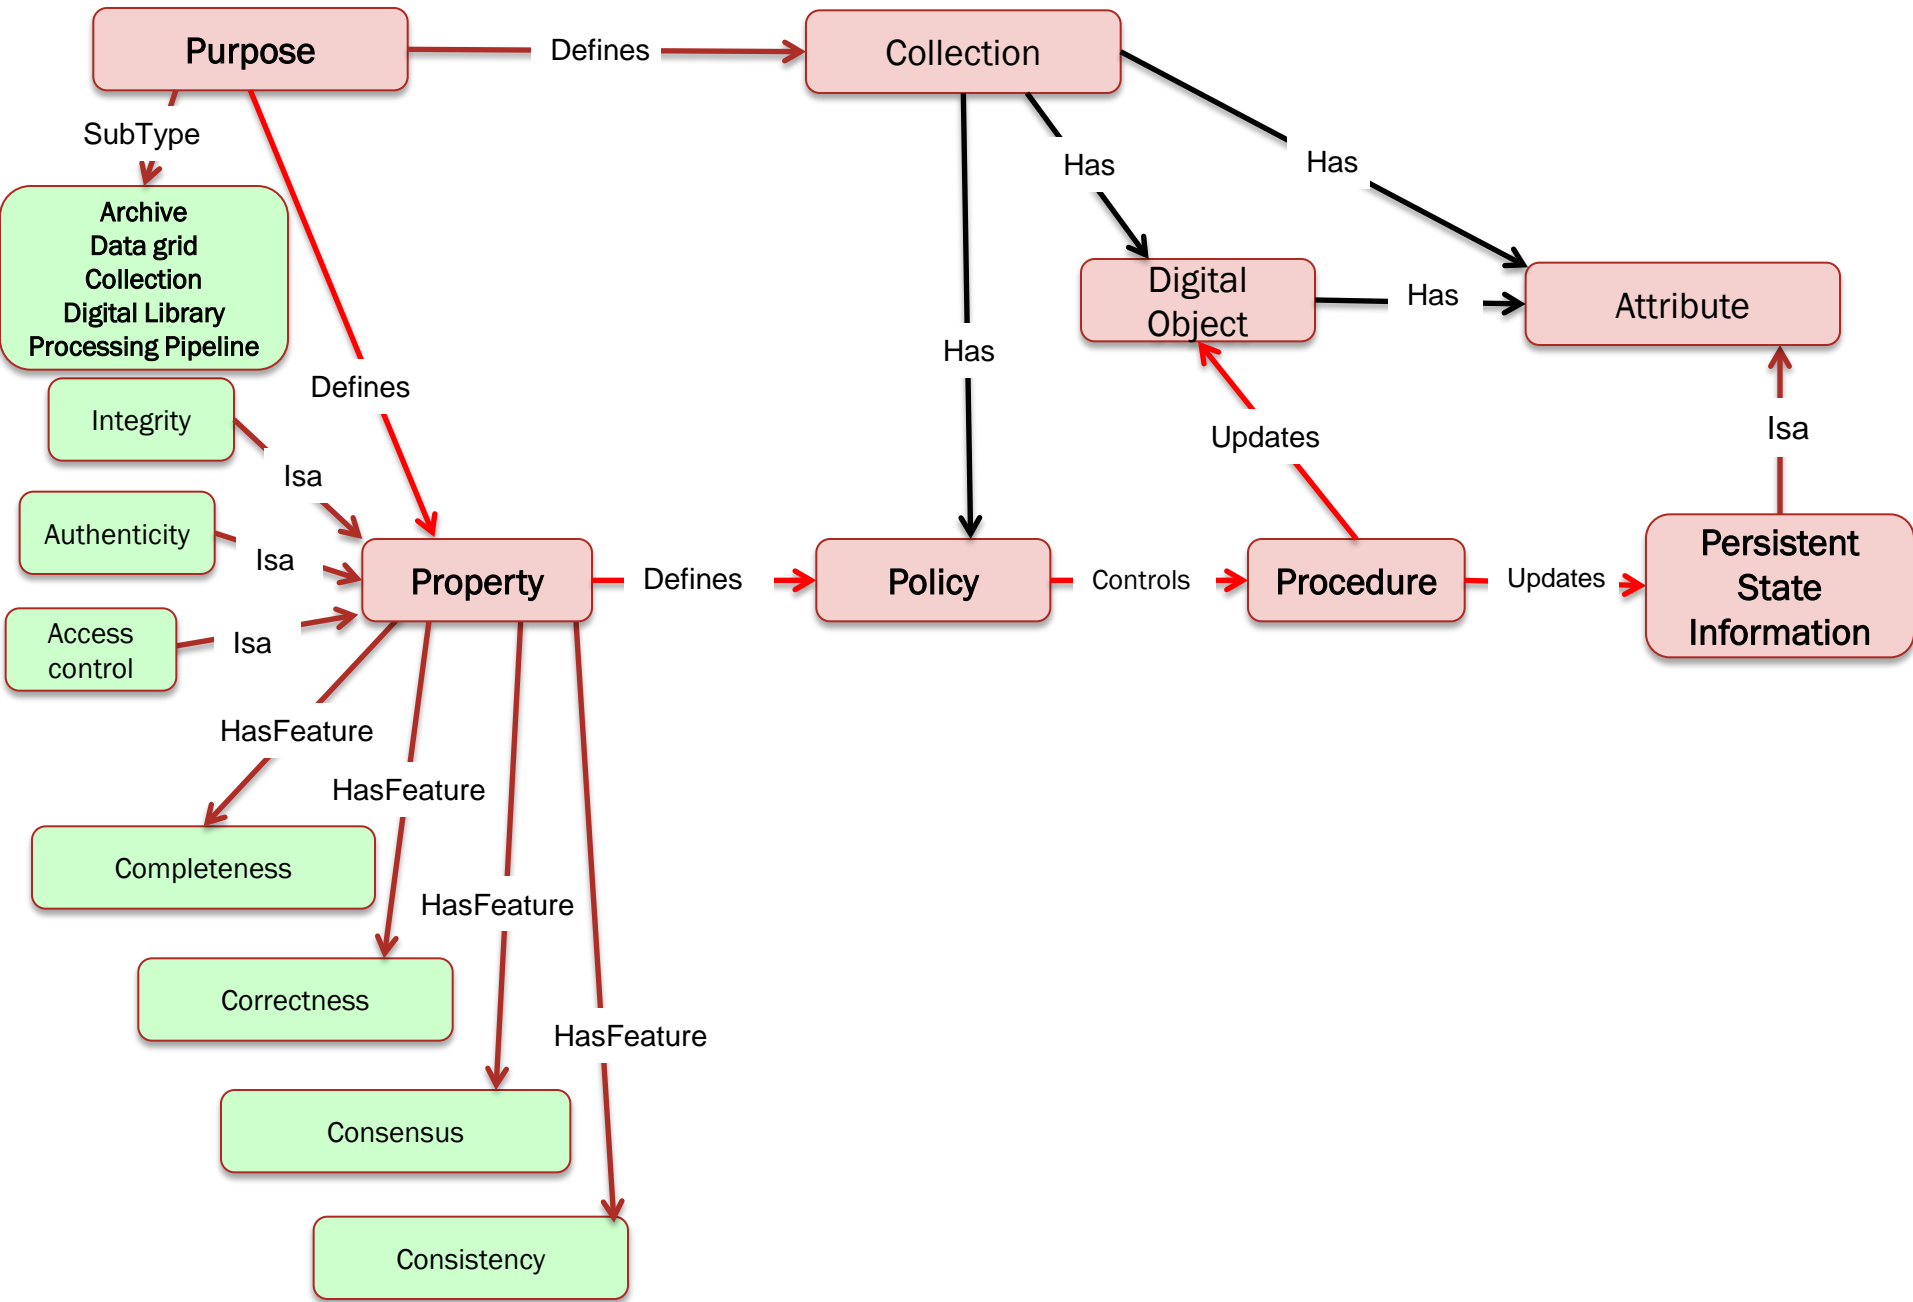 Purpose
Defines
Collection
SubType
Has
Has
Archive
Data grid
Collection
Digital Library
Processing Pipeline
Digital
Object
Has
Attribute
Has
Defines
Integrity
Updates
Isa
Isa
Authenticity
Isa
Property
Defines
Policy
Controls
Procedure
Updates
Persistent
State
Information
Access
control
Isa
HasFeature
HasFeature
Completeness
HasFeature
Correctness
HasFeature
Consensus
Consistency